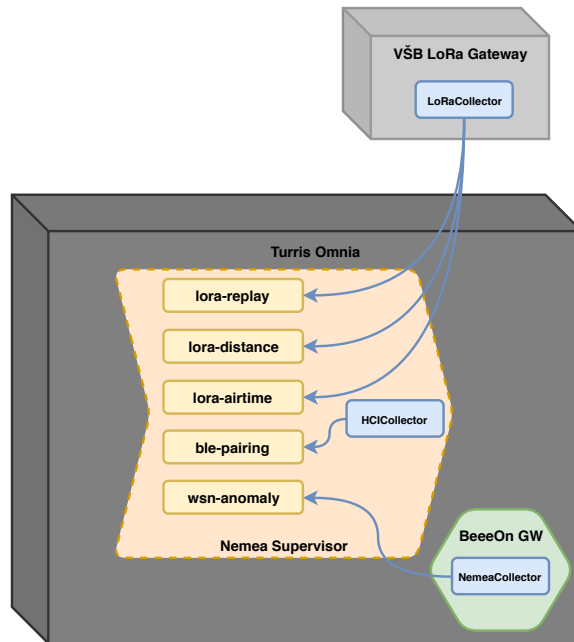 VŠB LoRa Gateway
LoRaCollector
Turris Omnia
lora-replay
lora-distance
lora-airtime
HCICollector
ble-pairing
wsn-anomaly
Nemea Supervisor
BeeeOn GW
NemeaCollector